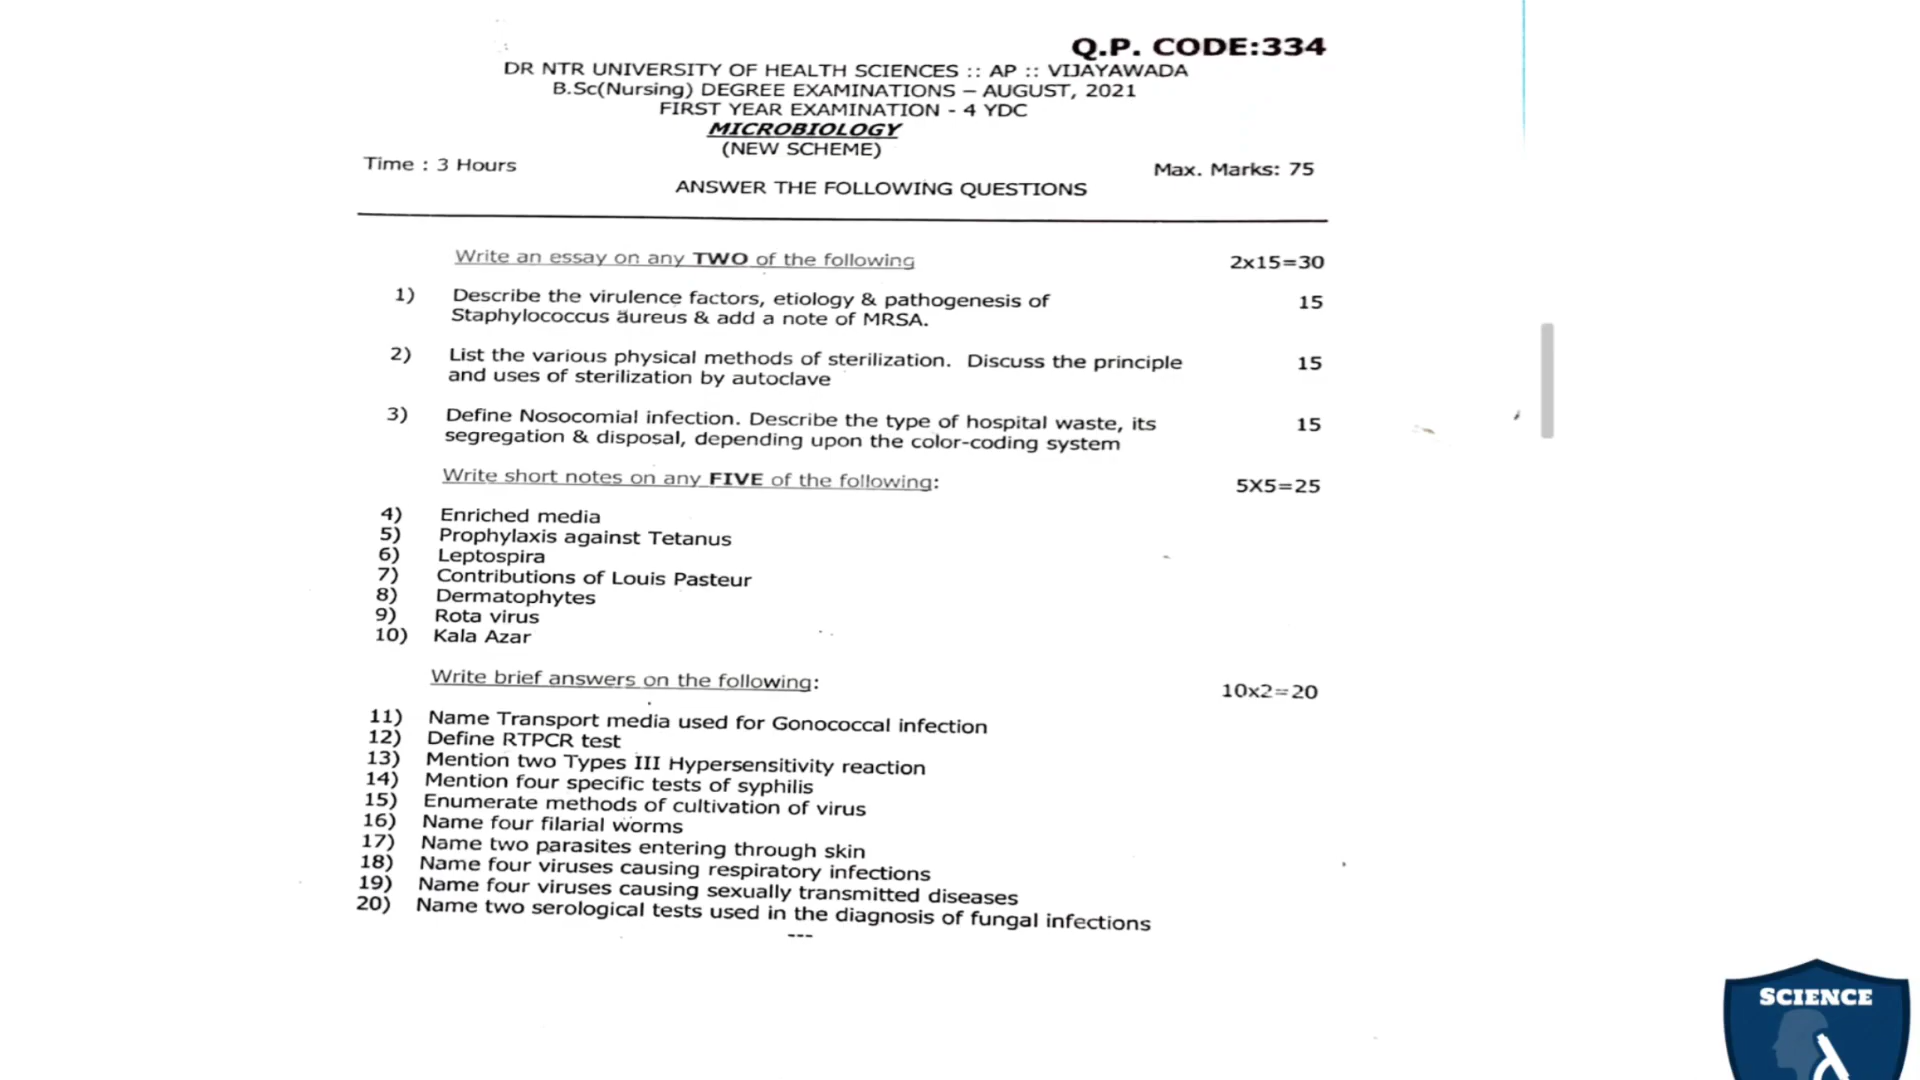 Q.P. CODE:334
DR NTR UNIVERSITY OF HEALTH SCIENCES :: AP :: VIJAYAWADA
B.Sc(Nursing) DEGREE EXAMINATIONS – AUGUST, 2021
FIRST YEAR EXAMINATION - 4 YDC
MICROBIOLOGY
(NEW SCHEME)
Time : 3 Hours Max. Marks: 75
ANSWER THE FOLLOWING QUESTIONS
Write an essay on any TWO of the following 2x15=30
1) Describe the virulence factors, etiology & pathogenesis of 15
Staphylococcus aureus & add a note of MRSA.
2) List the various physical methods of sterilization. Discuss the principle 15
and uses of sterilization by autoclave
3) Define Nosocomial infection. Describe the type of hospital waste, its 15
segregation & disposal, depending upon the color-coding system
Write short notes on any FIVE of the following: 5X5=25
4) Enriched media
5) Prophylaxis against Tetanus
6) Leptospira
7) Contributions of Louis Pasteur
8) Dermatophytes
9) Rota virus
10) Kala Azar
Write brief answers on the following: 10x2=20
11) Name Transport media used for Gonococcal infection
12) Define RTPCR test
13) Mention two Types III Hypersensitivity reaction
14) Mention four specific tests of syphilis
15) Enumerate methods of cultivation of virus
16) Name four filarial worms
17) Name two parasites entering through skin
18) Name four viruses causing respiratory infections
19) Name four viruses causing sexually transmitted diseases
20) Name two serological tests used in the diagnosis of fungal infections
---
SCIENCE